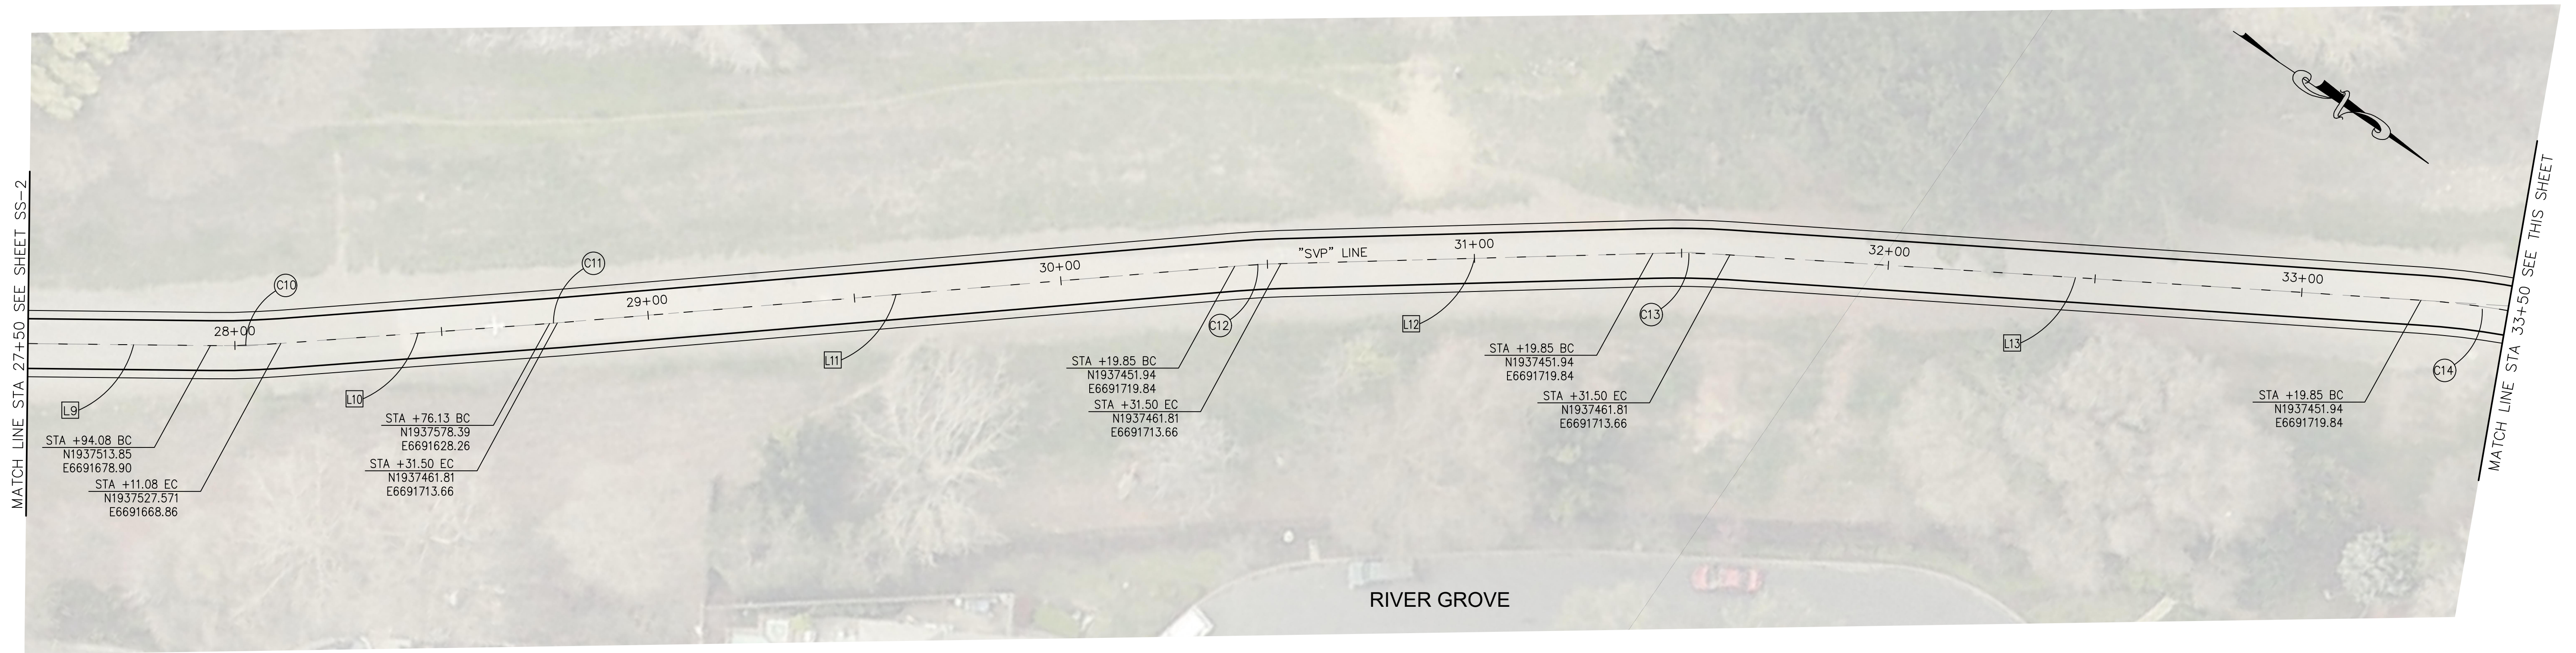 MATCH LINE STA 27+50 SEE SHEET SS-2
L9
STA +94.08 BC
N1937513.85
E6691678.90
STA +11.08 EC
N1937527.571
E6691668.86
28+00
C10
L10
STA +76.13 BC
N1937578.39
E6691628.26
STA +31.50 EC
N1937461.81
E6691713.66
C11
29+00
L11
30+00
STA +19.85 BC
N1937451.94
E6691719.84
STA +31.50 EC
N1937461.81
E6691713.66
C12
"SVP" LINE
L12
31+00
STA +19.85 BC
N1937451.94
E6691719.84
STA +31.50 EC
N1937461.81
E6691713.66
C13
32+00
L13
33+00
STA +19.85 BC
N1937451.94
E6691719.84
C14
RIVER GROVE
MATCH LINE STA 33+50 SEE THIS SHEET